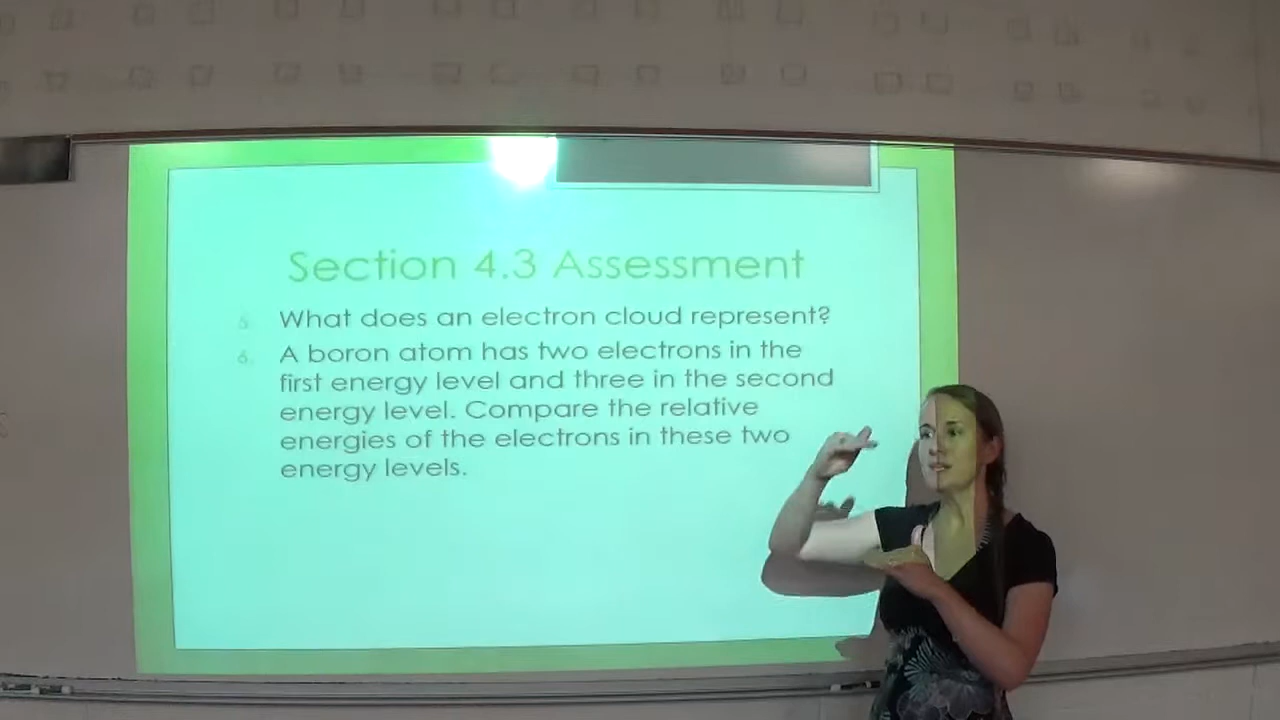 Section 4.3 Assessment
5. What does an electron cloud represent?
6. A boron atom has two electrons in the
first energy level and three in the second
energy level. Compare the relative
energies of the electrons in these two
energy levels.